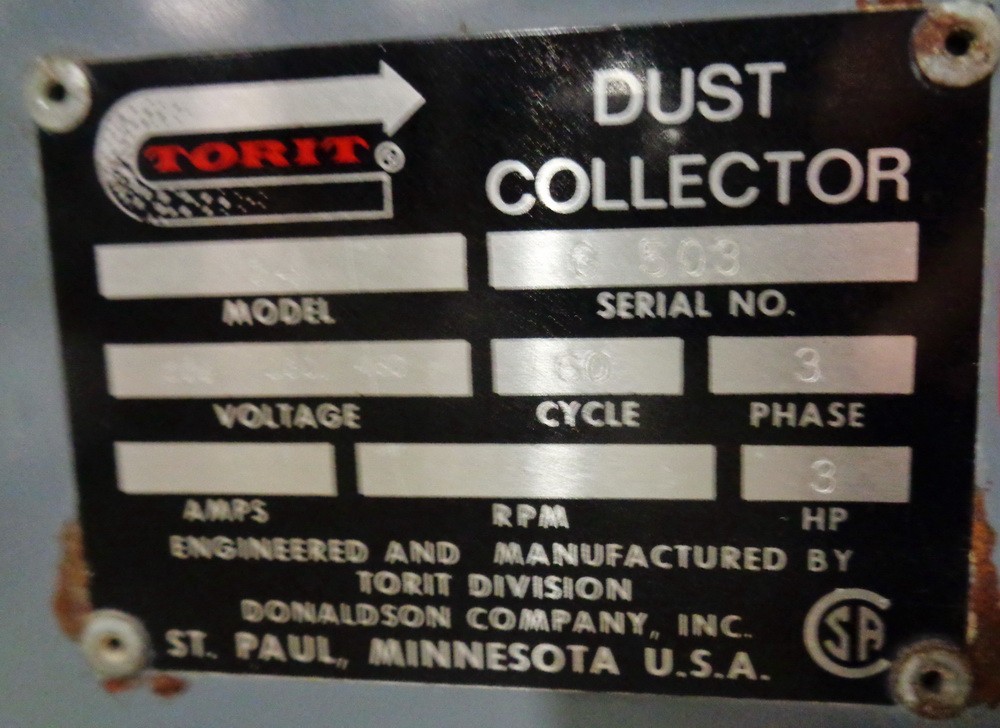 TORIT®
DUST
COLLECTOR
503
MODEL
SERIAL NO.
60
3
VOLTAGE
CYCLE
PHASE
3
AMPS
RPM
HP
ENGINEERED AND MANUFACTURED BY
TORIT DIVISION
DONALDSON COMPANY, INC.
ST. PAUL, MINNESOTA U.S.A.
SA